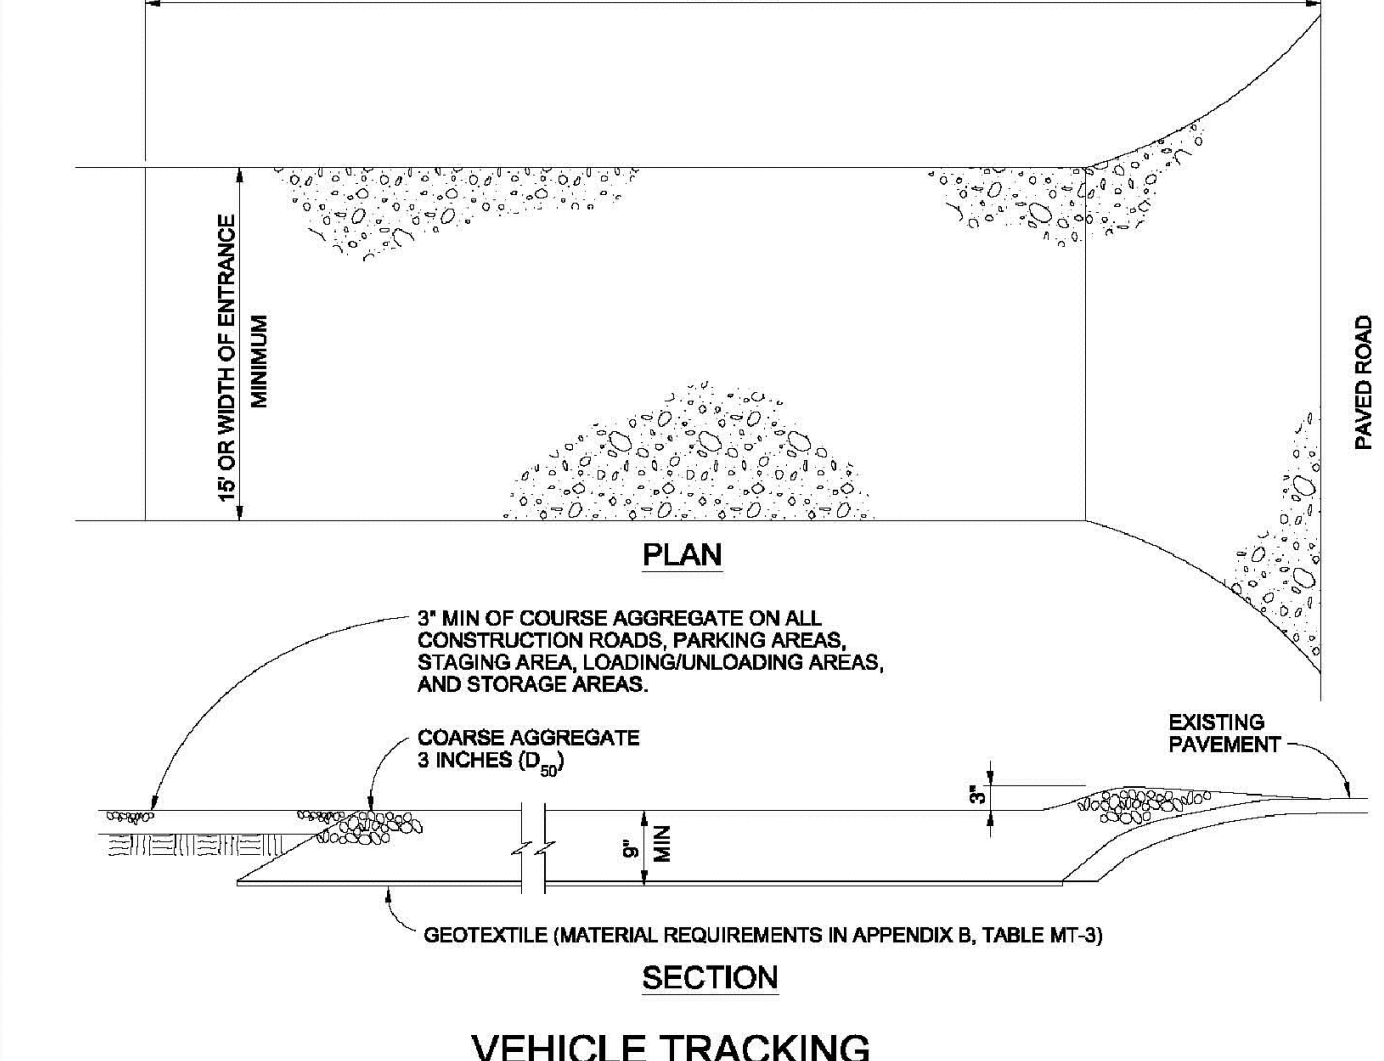 15' OR WIDTH OF ENTRANCE
MINIMUM
PAVED ROAD
PLAN
3" MIN OF COURSE AGGREGATE ON ALL
CONSTRUCTION ROADS, PARKING AREAS,
STAGING AREA, LOADING/UNLOADING AREAS,
AND STORAGE AREAS.
COARSE AGGREGATE
3 INCHES (D50)
EXISTING
PAVEMENT
3"
9"
MIN
GEOTEXTILE (MATERIAL REQUIREMENTS IN APPENDIX B, TABLE MT-3)
SECTION
VEHICLE TRACKING